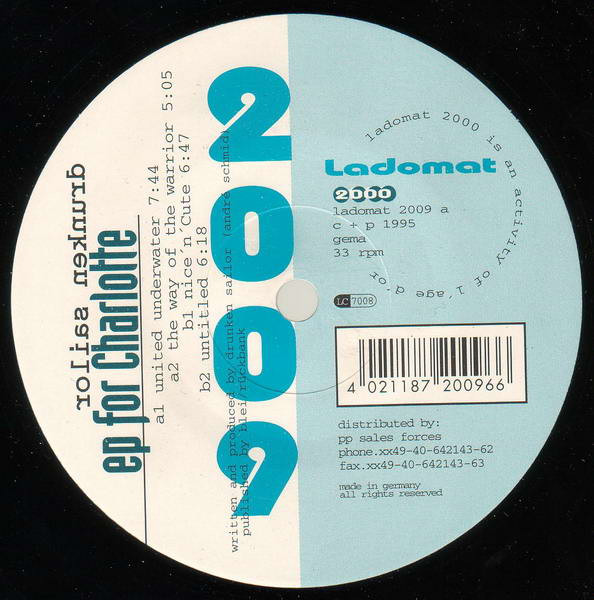 drunken sailor
ep for Charlotte
a1 united underwater 7:44
a2 the way of the warrior 5:05
b1 nice n Cute 6:47
b2 untitled 6:18
written and produced by drunken sailor (andré schmidt)
published by blei/rückbank
2009
ladomat 2000 is an activity of l'age d'or
Ladomat
2000
ladomat 2009 a
c + p 1995
gema
33 rpm
LC 7008
4 021187 200966
distributed by:
pp sales forces
phone.xx49-40-642143-62
fax.xx49-40-642143-63
made in germany
all rights reserved